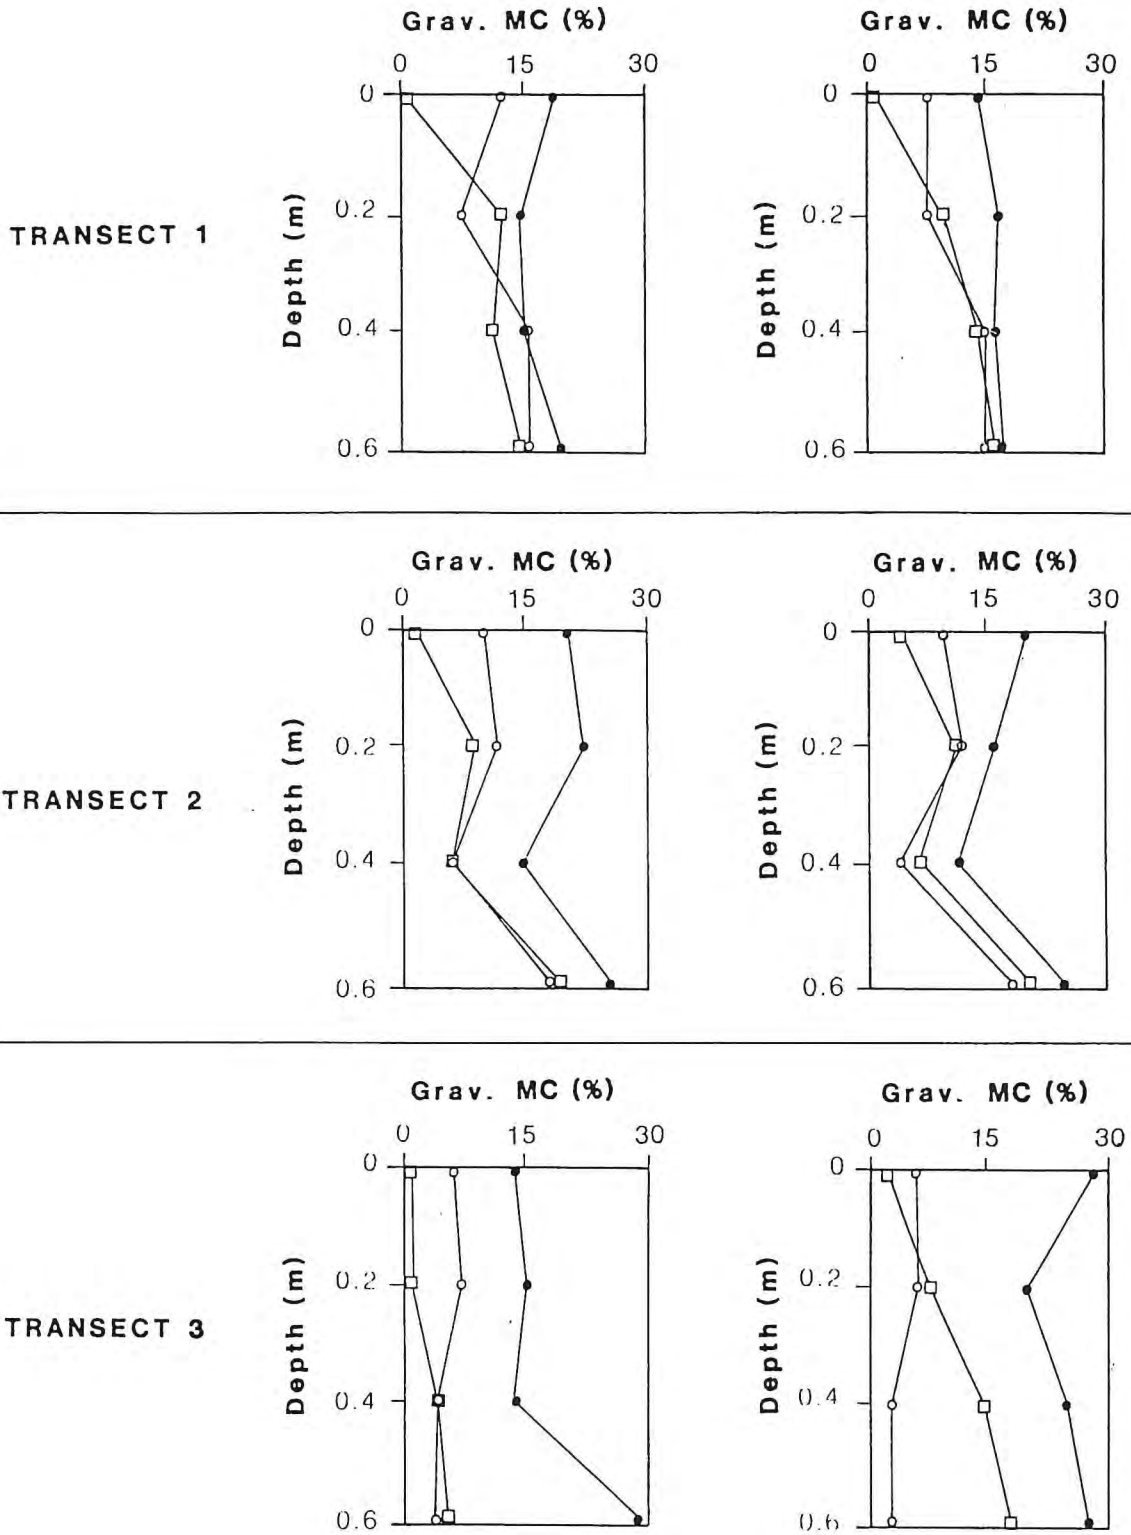 Grav. MC (%) Grav. MC (%)
0 15 30 0 15 30
0 0
0.2 0.2
TRANSECT 1 Depth (m) Depth (m)
0.4 0.4
0.6 0.6
Grav. MC (%) Grav. MC (%)
0 15 30 0 15 30
0 0
0.2 0.2
TRANSECT 2 Depth (m) Depth (m)
0.4 0.4
0.6 0.6
Grav. MC (%) Grav. MC (%)
0 15 30 0 15 30
0 0
0.2 0.2
TRANSECT 3 Depth (m) Depth (m)
0.4 0.4
0.6 0.6